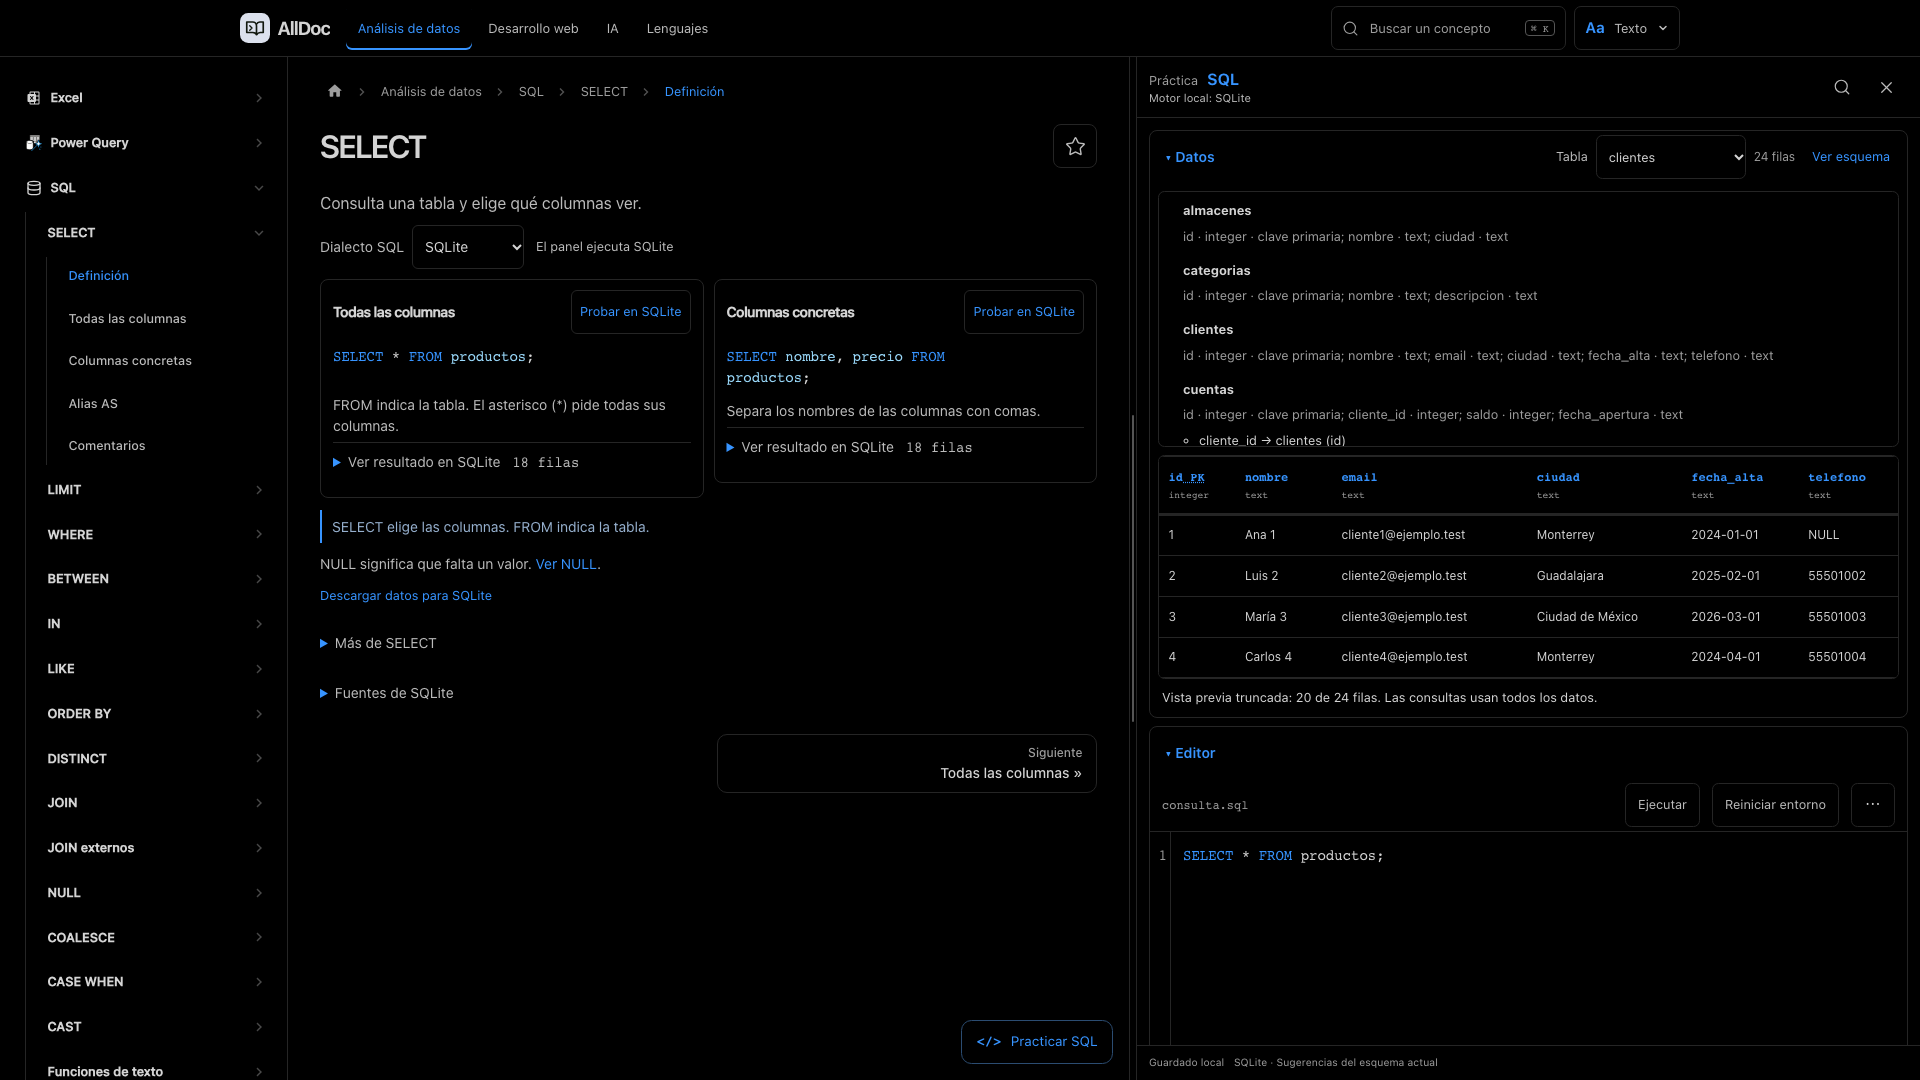 AllDoc
Análisis de datos
Desarrollo web
IA
Lenguajes
Buscar un concepto
⌘ K
Aa Texto
Excel
Power Query
SQL
SELECT
Definición
Todas las columnas
Columnas concretas
Alias AS
Comentarios
LIMIT
WHERE
BETWEEN
IN
LIKE
ORDER BY
DISTINCT
JOIN
JOIN externos
NULL
COALESCE
CASE WHEN
CAST
Funciones de texto
Análisis de datos > SQL > SELECT > Definición
SELECT
Consulta una tabla y elige qué columnas ver.
Dialecto SQL SQLite El panel ejecuta SQLite
Todas las columnas
Probar en SQLite
SELECT * FROM productos;
FROM indica la tabla. El asterisco (*) pide todas sus
columnas.
Ver resultado en SQLite 18 filas
Columnas concretas
Probar en SQLite
SELECT nombre, precio FROM
productos;
Separa los nombres de las columnas con comas.
Ver resultado en SQLite 18 filas
SELECT elige las columnas. FROM indica la tabla.
NULL significa que falta un valor. Ver NULL.
Descargar datos para SQLite
Más de SELECT
Fuentes de SQLite
Siguiente
Todas las columnas »
</> Practicar SQL
Práctica SQL
Motor local: SQLite
Datos
Tabla clientes 24 filas Ver esquema
almacenes
id · integer · clave primaria; nombre · text; ciudad · text
categorias
id · integer · clave primaria; nombre · text; descripcion · text
clientes
id · integer · clave primaria; nombre · text; email · text; ciudad · text; fecha_alta · text; telefono · text
cuentas
id · integer · clave primaria; cliente_id · integer; saldo · integer; fecha_apertura · text
cliente_id → clientes (id)
id PK nombre email ciudad fecha_alta telefono
integer text text text text text
1 Ana 1 cliente1@ejemplo.test Monterrey 2024-01-01 NULL
2 Luis 2 cliente2@ejemplo.test Guadalajara 2025-02-01 55501002
3 María 3 cliente3@ejemplo.test Ciudad de México 2026-03-01 55501003
4 Carlos 4 cliente4@ejemplo.test Monterrey 2024-04-01 55501004
Vista previa truncada: 20 de 24 filas. Las consultas usan todos los datos.
Editor
consulta.sql
Ejecutar
Reiniciar entorno
···
1 SELECT * FROM productos;
Guardado local SQLite · Sugerencias del esquema actual